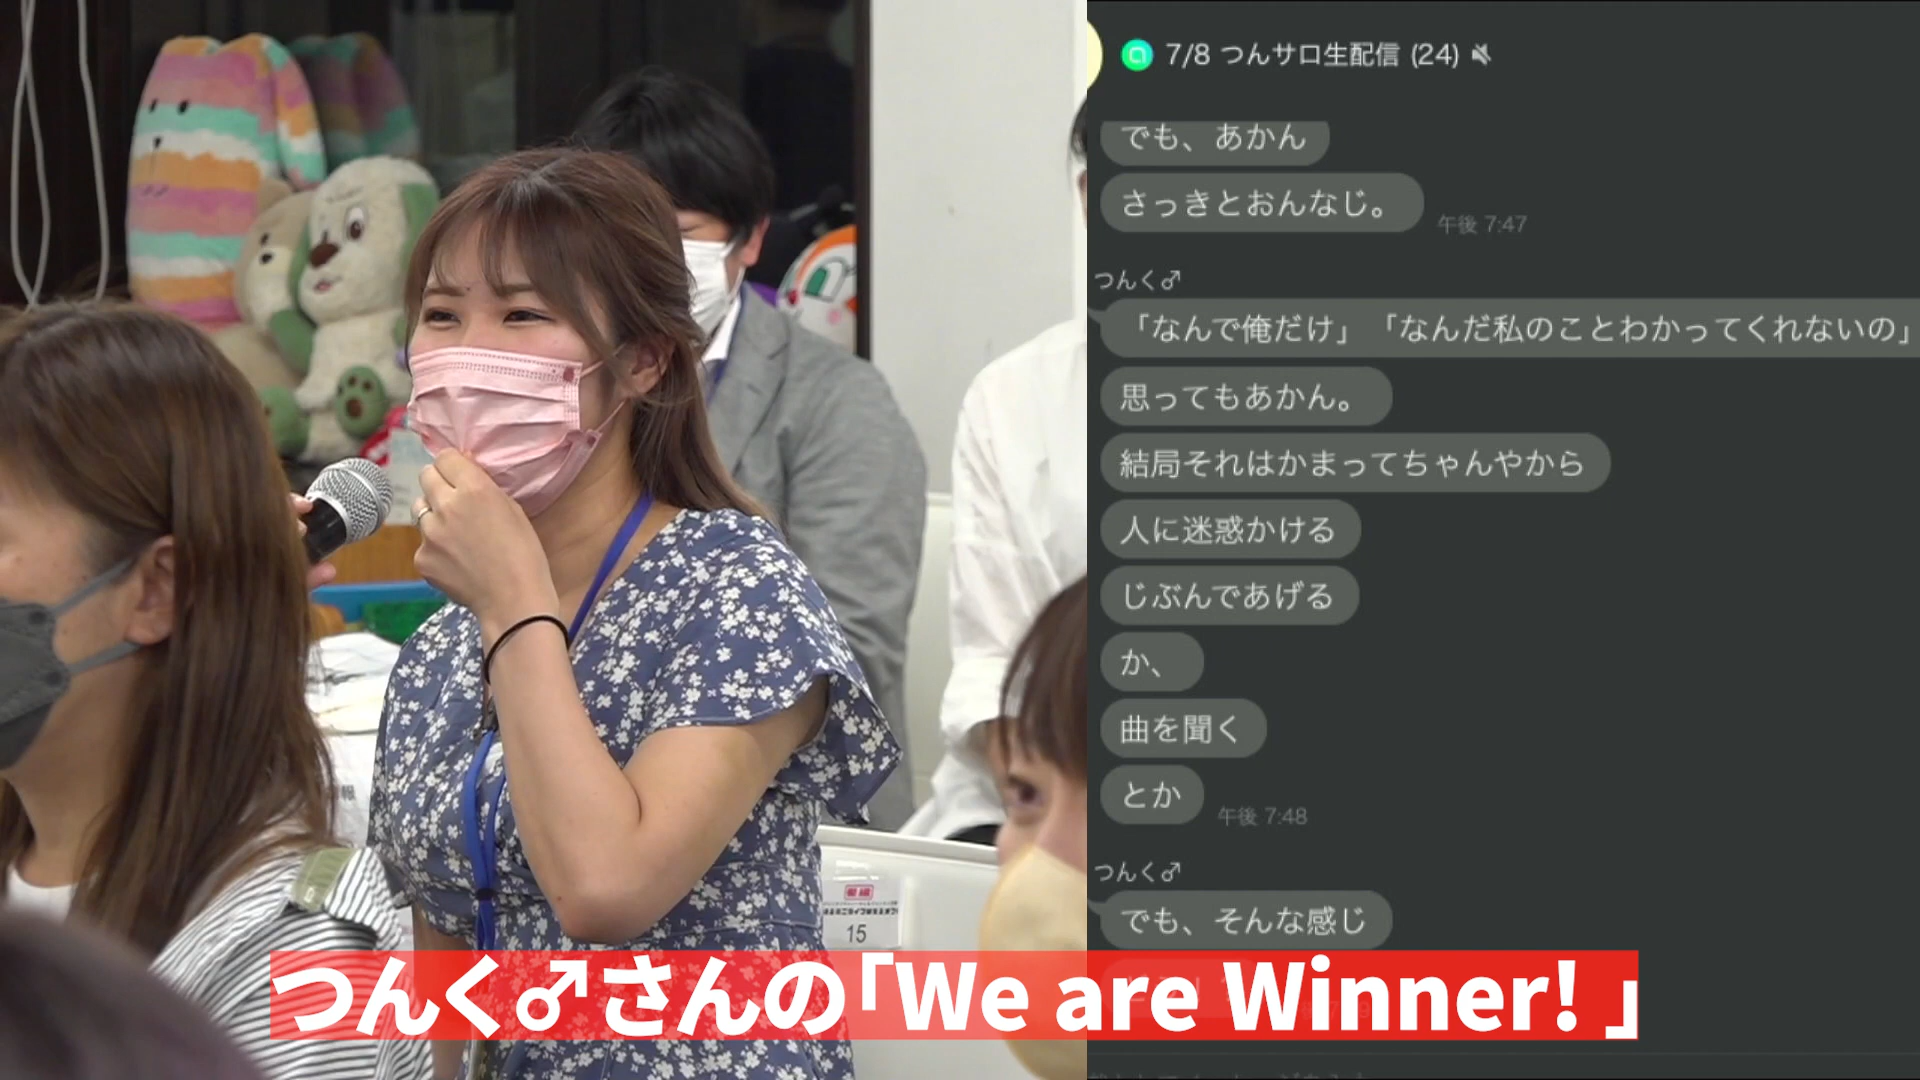 7/8 つんサロ生配信 (24)
でも、あかん
さっきとおんなじ。
午後 7:47
つんく♂
「なんで俺だけ」「なんだ私のことわかってくれないの」
思ってもあかん。
結局それはかまってちゃんやから
人に迷惑かける
じぶんであげる
か、
曲を聞く
とか
午後 7:48
つんく♂
でも、そんな感じ
15
つんく♂さんの「We are Winner! 」